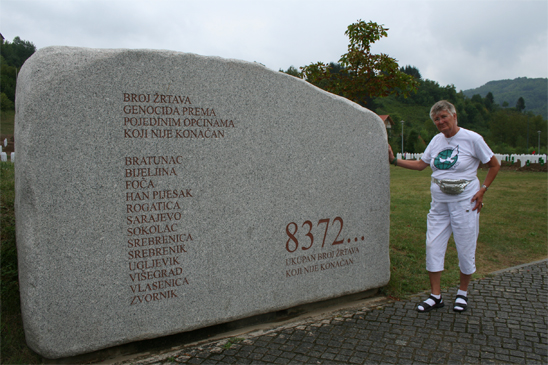 BROJ ŽRTAVA
GENOCIDA PREMA
POJEDINIM OPĆINAMA
KOJI NIJE KONAČAN
BRATUNAC
BIJELJINA
FOČA
HAN PIJESAK
ROGATICA
SARAJEVO
SOKOLAC
SREBRENICA
SREBRENIK
UGLJEVIK
VIŠEGRAD
VLASENICA
ZVORNIK
8372...
UKUPAN BROJ ŽRTAVA
KOJI NIJE KONAČAN